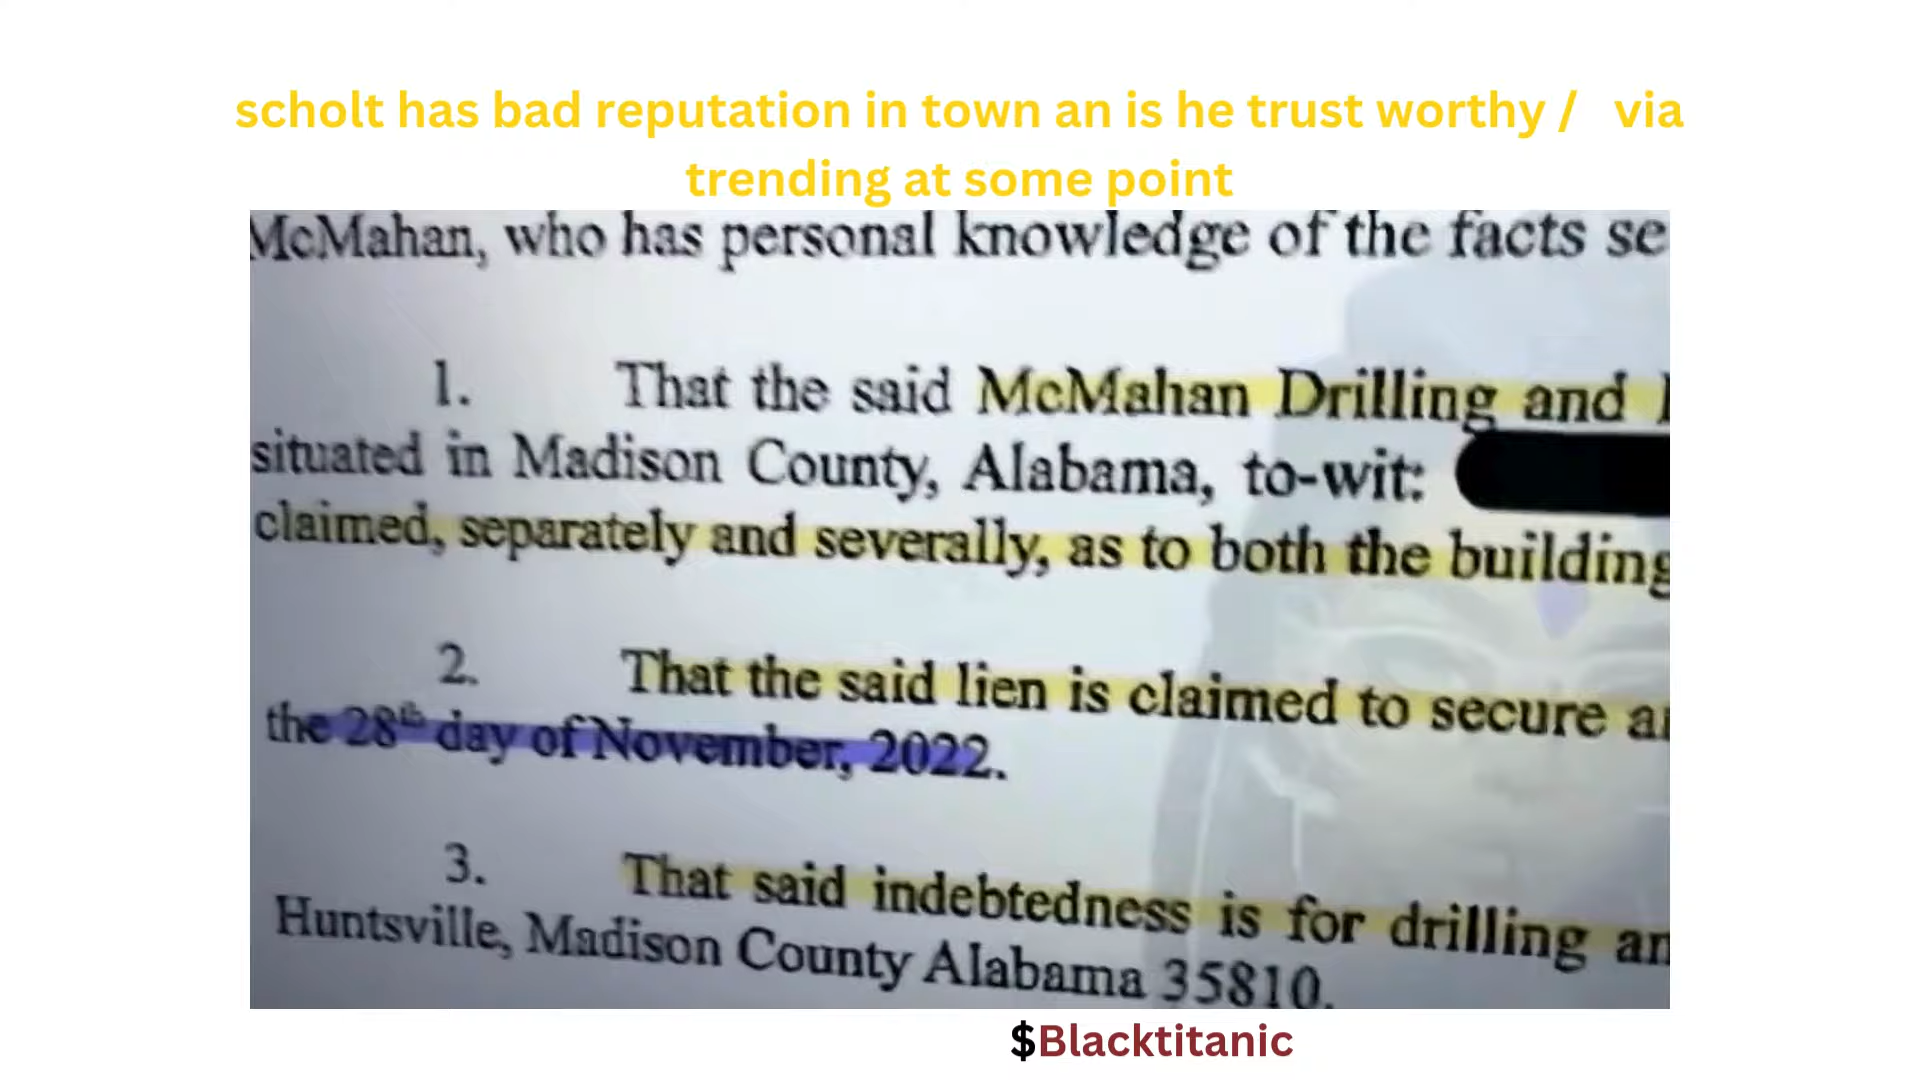 scholt has bad reputation in town an is he trust worthy / via
trending at some point
McMahan, who has personal knowledge of the facts se
1. That the said McMahan Drilling and
situated in Madison County, Alabama, to-wit:
claimed, separately and severally, as to both the building
2. That the said lien is claimed to secure
the 28th day of November, 2022.
3. That said indebtedness is for drilling an
Huntsville, Madison County Alabama 35810.
$Blacktitanic